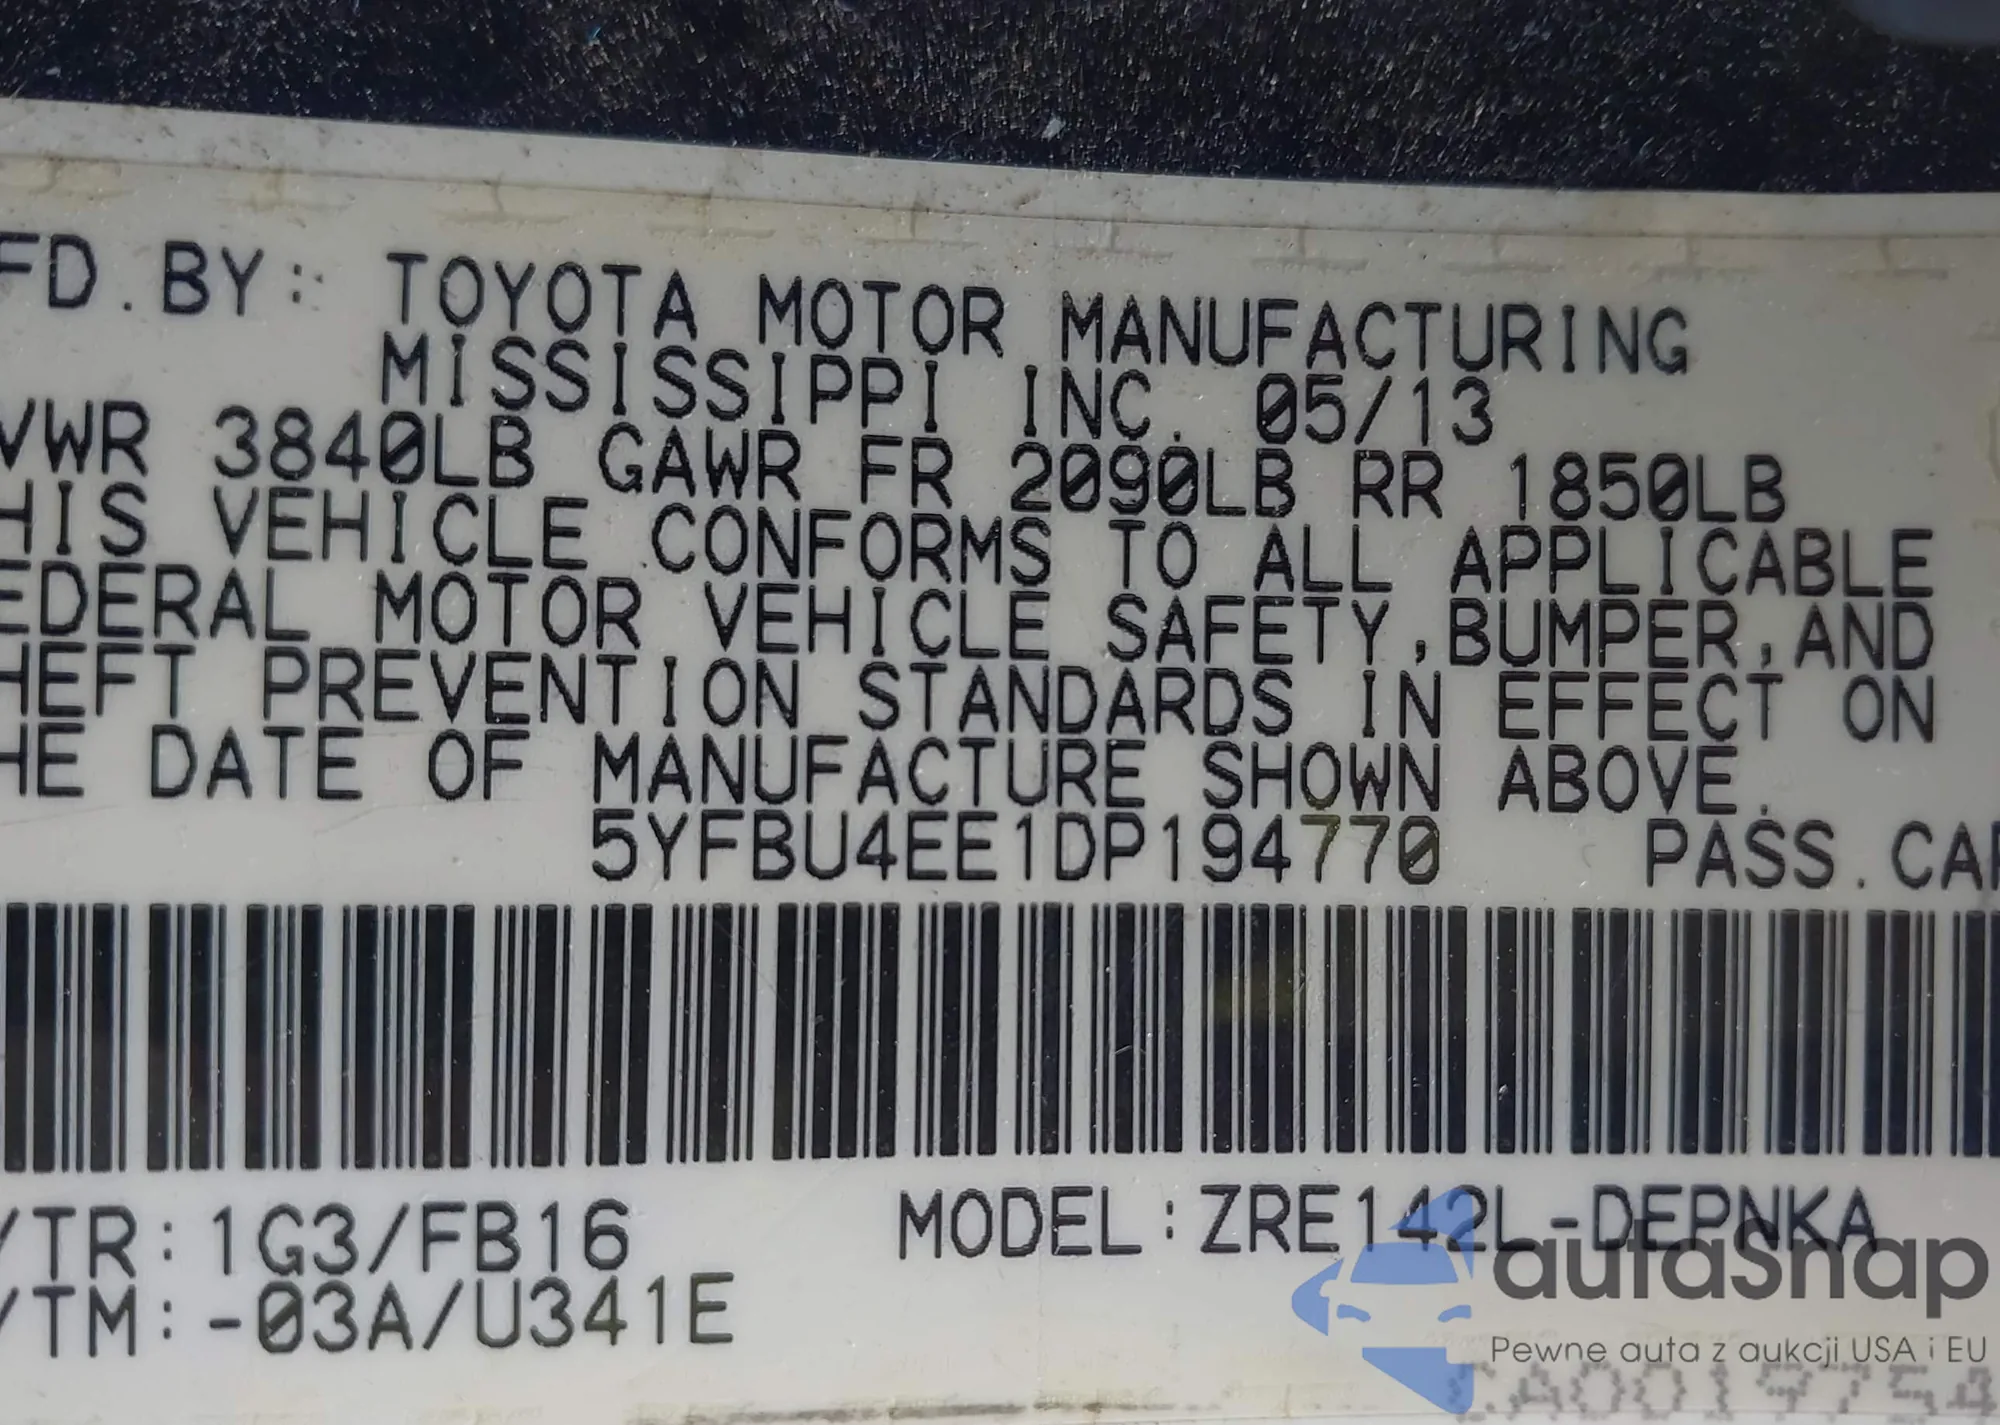 FD.BY: TOYOTA MOTOR MANUFACTURING
MISSISSIPPI INC. 05/13
VWR 3840LB GAWR FR 2090LB RR 1850LB
HIS VEHICLE CONFORMS TO ALL APPLICABLE
EDERAL MOTOR VEHICLE SAFETY,BUMPER,AND
HEFT PREVENTION STANDARDS IN EFFECT ON
HE DATE OF MANUFACTURE SHOWN ABOVE.
5YFBU4EE1DP194770 PASS.CAR
/TR: 1G3/FB16 MODEL:ZRE142L-DEPNKA
/TM: -03A/U341E
autaSnap
Pewne auta z aukcji USA i EU